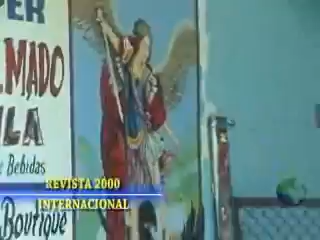 PER
LMADO
LA
e Bebidas
Boutique
REVISTA 2000
INTERNACIONAL